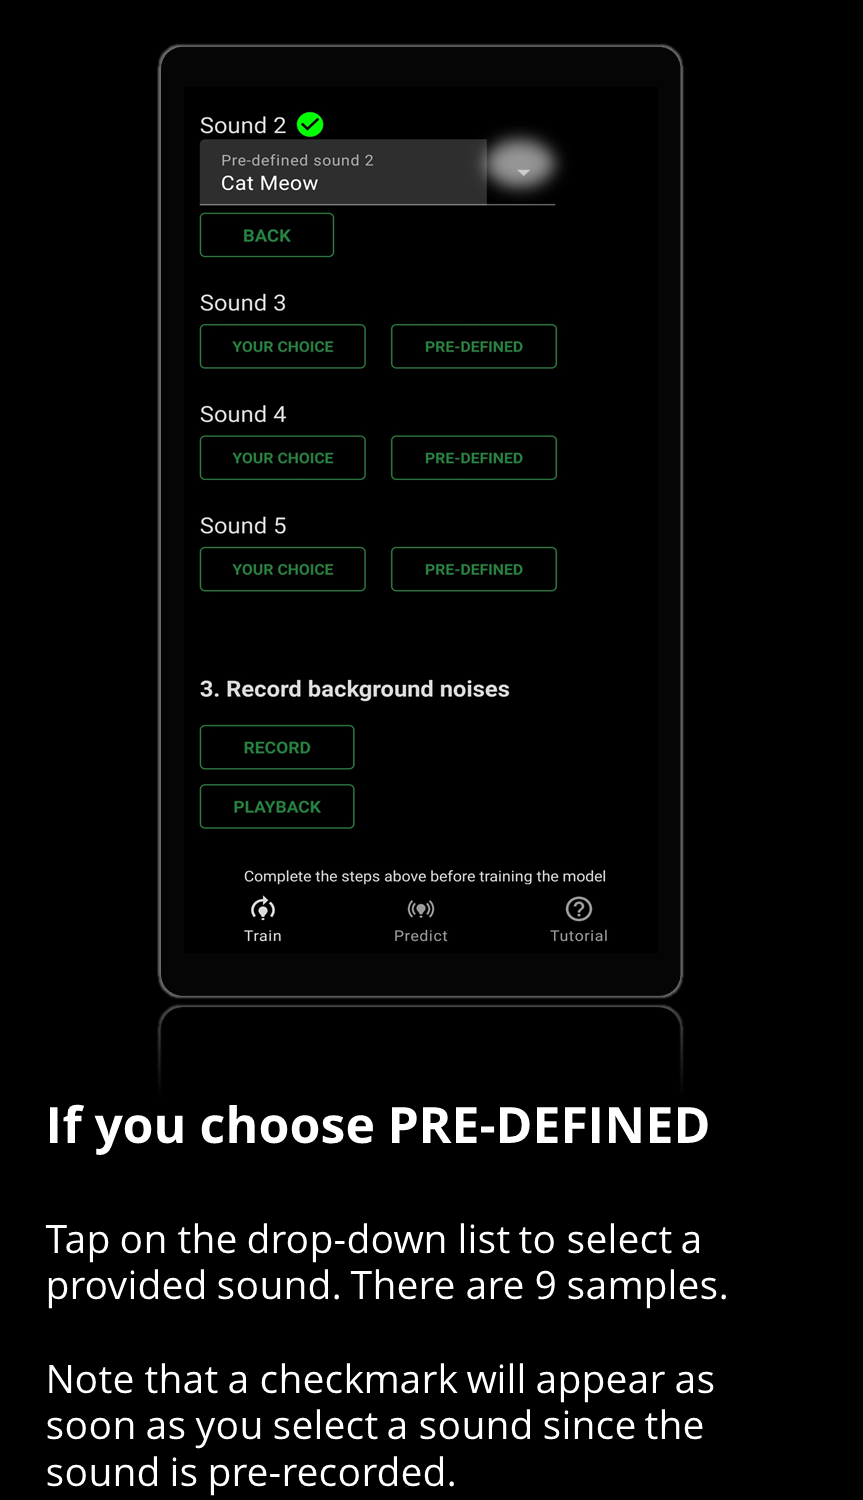 Sound 2
Pre-defined sound 2
Cat Meow
BACK
Sound 3
YOUR CHOICE PRE-DEFINED
Sound 4
YOUR CHOICE PRE-DEFINED
Sound 5
YOUR CHOICE PRE-DEFINED
3. Record background noises
RECORD
PLAYBACK
Complete the steps above before training the model
Train Predict Tutorial
If you choose PRE-DEFINED
Tap on the drop-down list to select a
provided sound. There are 9 samples.
Note that a checkmark will appear as
soon as you select a sound since the
sound is pre-recorded.